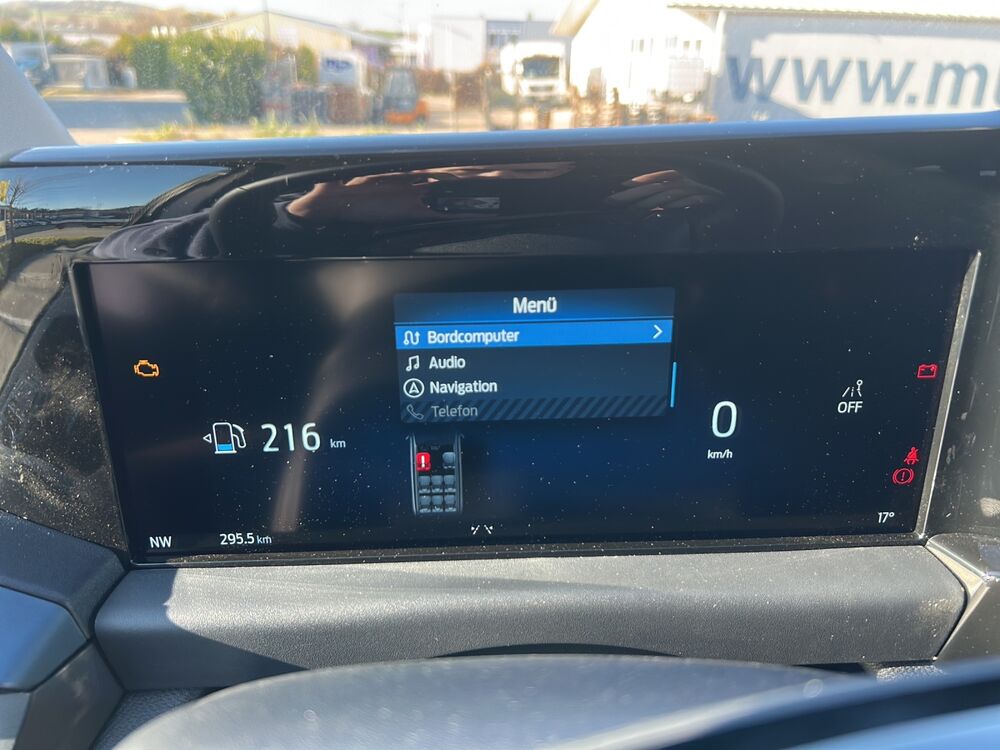 www.m
Menü
Bordcomputer
Audio
Navigation
Telefon
216 km
0
km/h
OFF
NW
295.5 km
17°